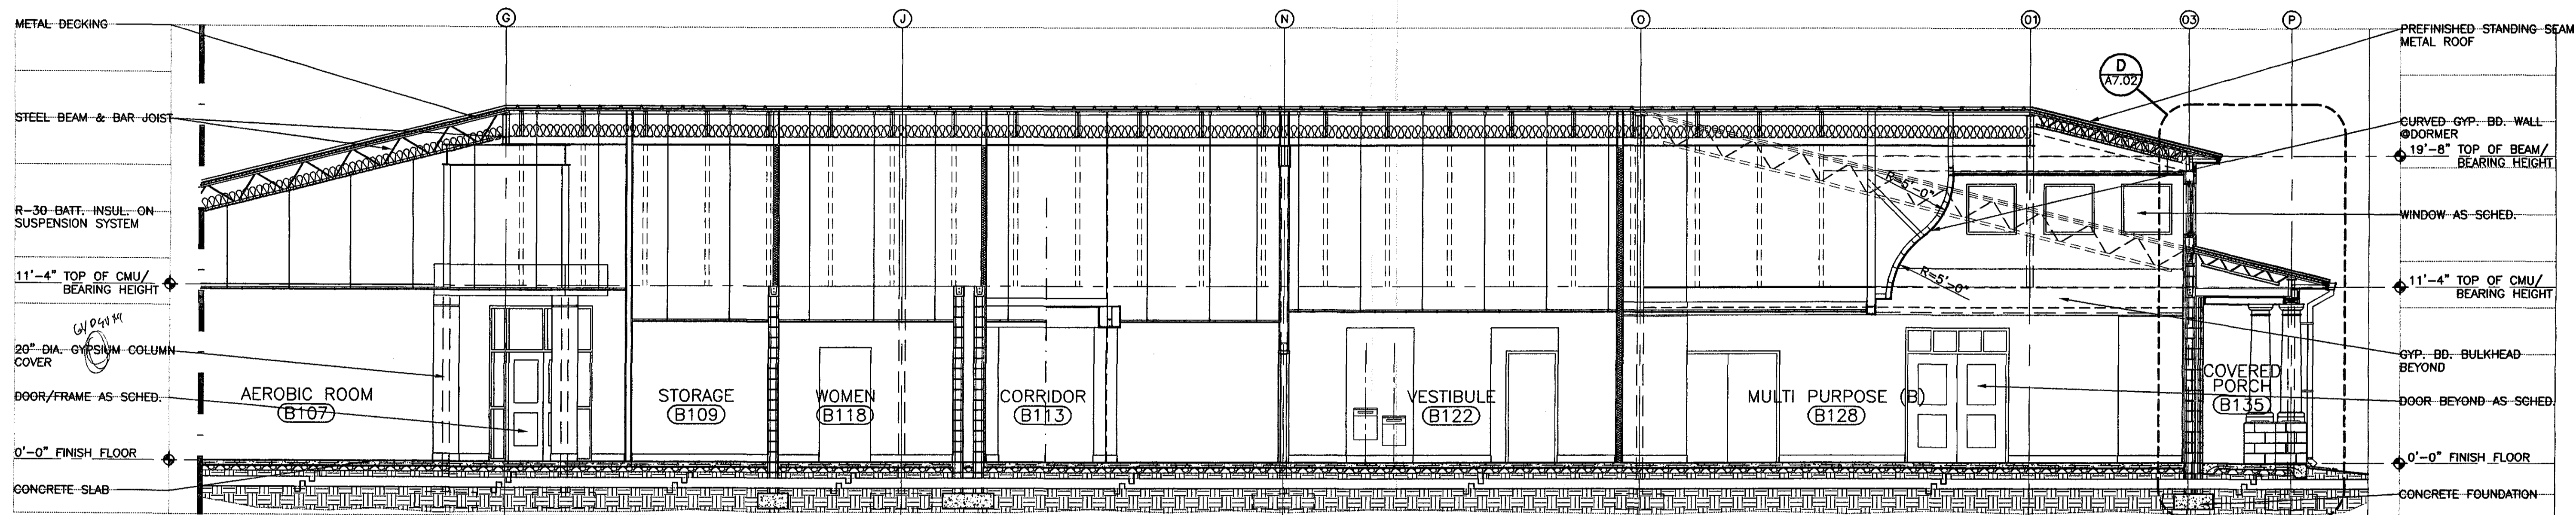 G
J
N
O
01
03
P
METAL DECKING
STEEL BEAM & BAR JOIST
R-30 BATT. INSUL. ON
SUSPENSION SYSTEM
11'-4" TOP OF CMU/
BEARING HEIGHT
20" DIA. GYPSIUM COLUMN
COVER
DOOR/FRAME AS SCHED.
0'-0" FINISH FLOOR
CONCRETE SLAB
AEROBIC ROOM
B107
STORAGE
B109
WOMEN
B118
CORRIDOR
B113
VESTIBULE
B122
MULTI PURPOSE (B)
B128
COVERED
PORCH
B135
R=5'-0"
R=5'-0"
D
A7.02
PREFINISHED STANDING SEAM
METAL ROOF
CURVED GYP. BD. WALL
@DORMER
19'-8" TOP OF BEAM/
BEARING HEIGHT
WINDOW AS SCHED.
11'-4" TOP OF CMU/
BEARING HEIGHT
GYP. BD. BULKHEAD
BEYOND
DOOR BEYOND AS SCHED.
0'-0" FINISH FLOOR
CONCRETE FOUNDATION